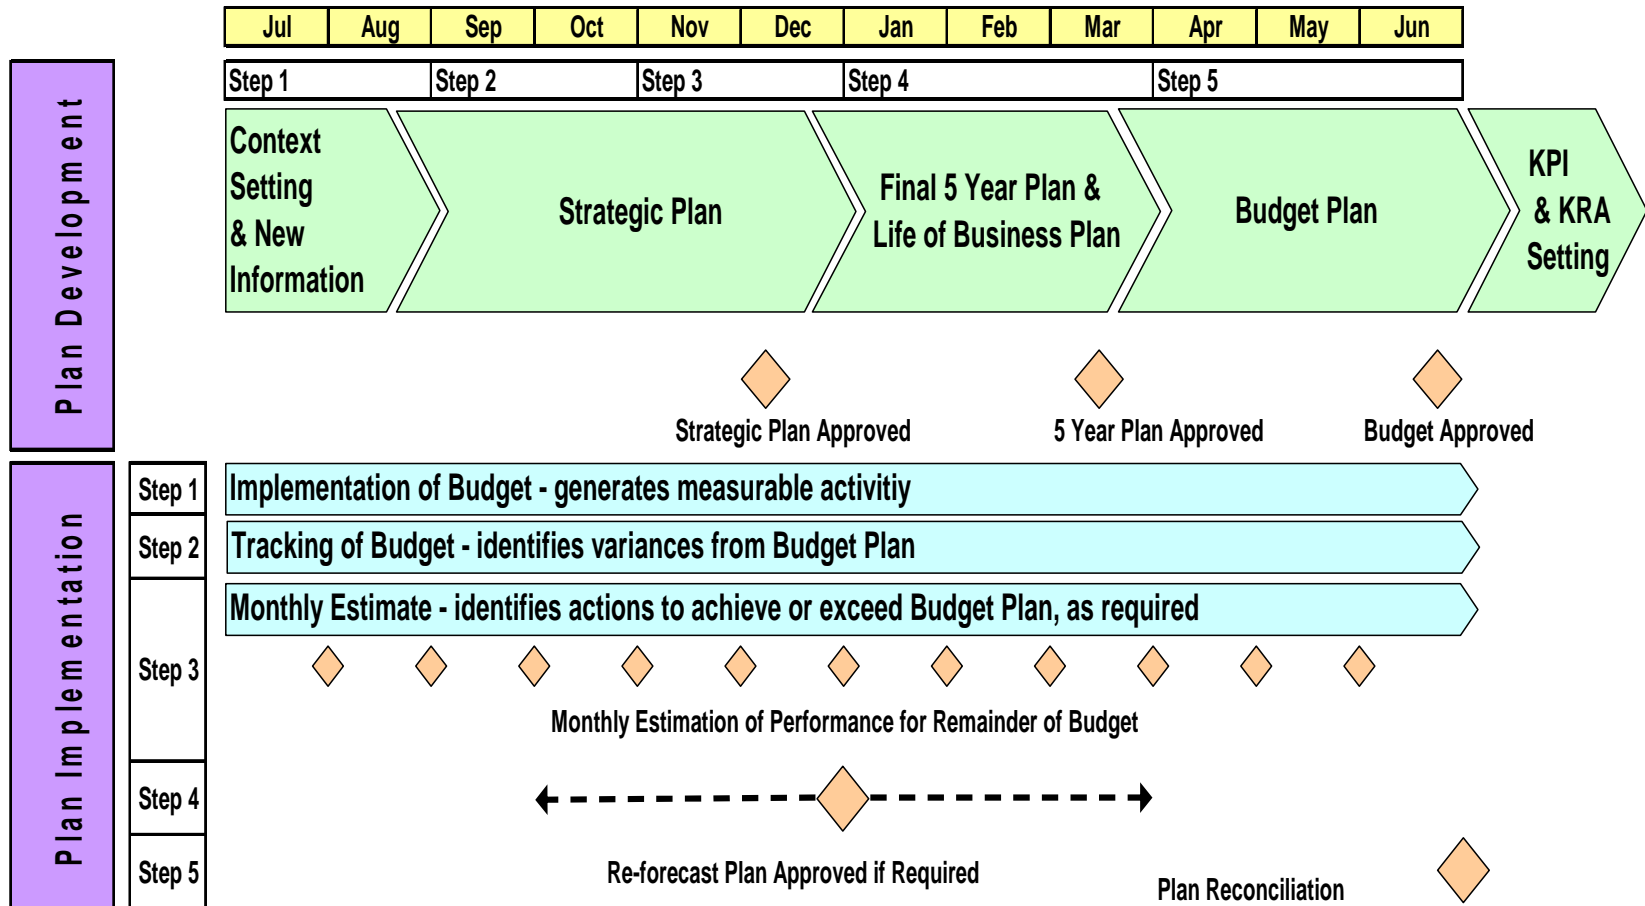 Jul Aug Sep Oct Nov Dec Jan Feb Mar Apr May Jun
Step 1 Step 2 Step 3 Step 4 Step 5
Plan Development
Context
Setting
& New
Information
Strategic Plan
Final 5 Year Plan &
Life of Business Plan
Budget Plan
KPI
& KRA
Setting
Strategic Plan Approved
5 Year Plan Approved
Budget Approved
Plan Implementation
Step 1
Implementation of Budget - generates measurable activitiy
Step 2
Tracking of Budget - identifies variances from Budget Plan
Step 3
Monthly Estimate - identifies actions to achieve or exceed Budget Plan, as required
Monthly Estimation of Performance for Remainder of Budget
Step 4
Re-forecast Plan Approved if Required
Step 5
Plan Reconciliation